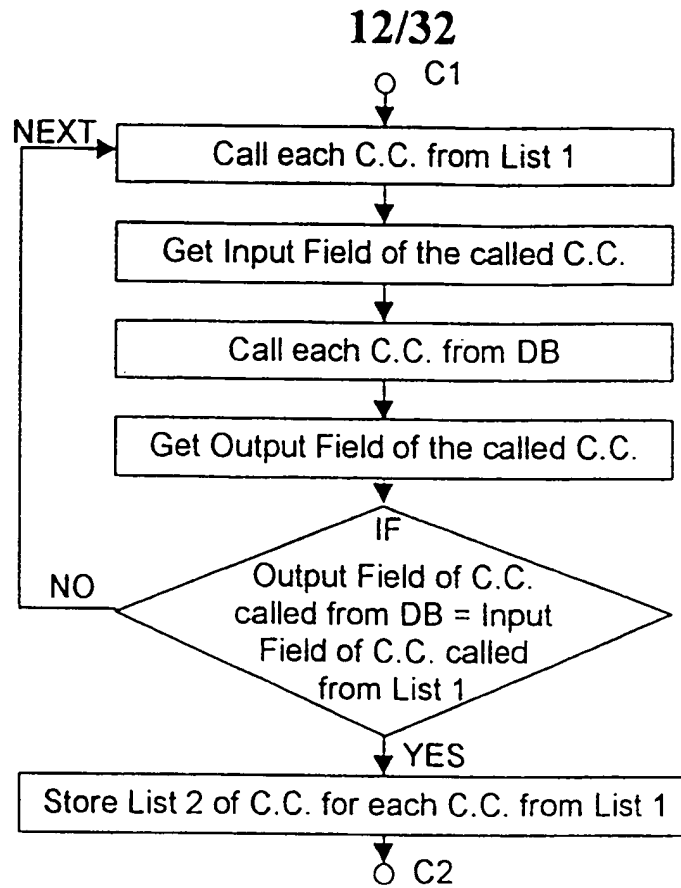 12/32
C1
NEXT
Call each C.C. from List 1
Get Input Field of the called C.C.
Call each C.C. from DB
Get Output Field of the called C.C.
IF
NO
Output Field of C.C.
called from DB = Input
Field of C.C. called
from List 1
YES
Store List 2 of C.C. for each C.C. from List 1
C2